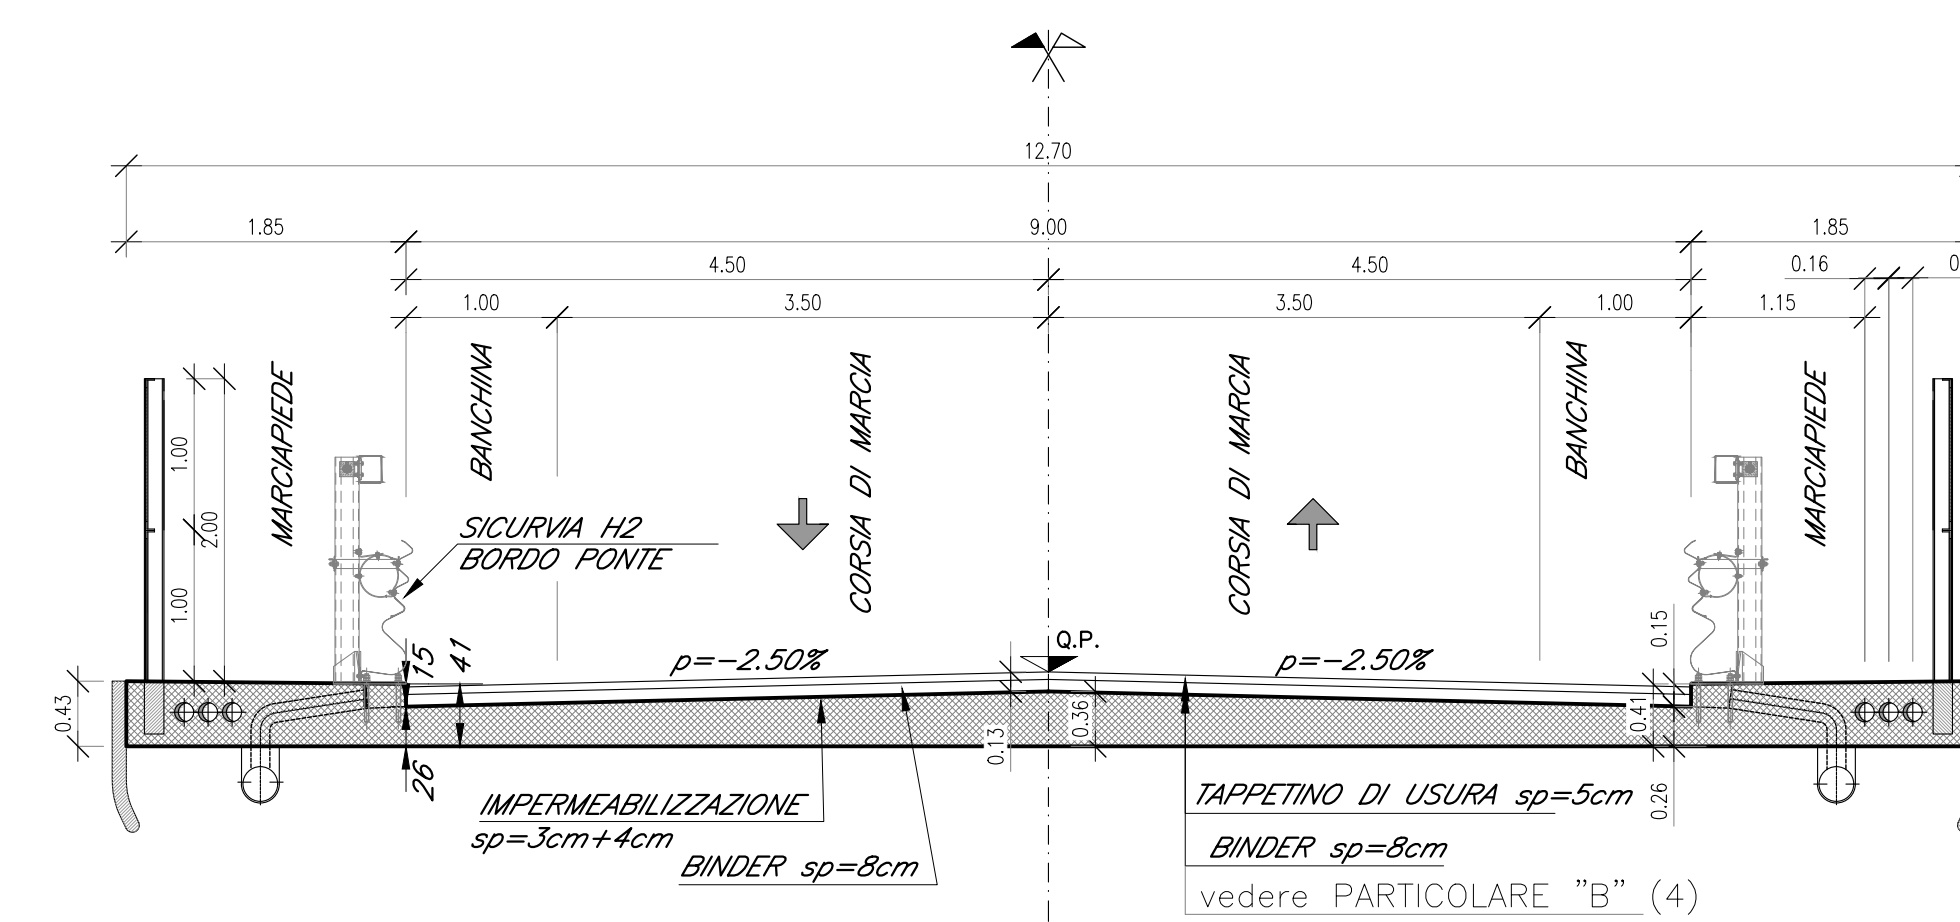 12.70
1.85
9.00
1.85
4.50
4.50
0.16
0
1.00
3.50
3.50
1.00
1.15
MARCIAPIEDE
BANCHINA
CORSIA DI MARCIA
CORSIA DI MARCIA
BANCHINA
MARCIAPIEDE
1.00
2.00
1.00
SICURVIA H2
BORDO PONTE
Q.P.
p=-2.50%
p=-2.50%
15
41
0.15
0.43
0.13
0.36
0.41
26
0.26
IMPERMEABILIZZAZIONE
sp=3cm+4cm
BINDER sp=8cm
TAPPETINO DI USURA sp=5cm
BINDER sp=8cm
vedere PARTICOLARE "B" (4)